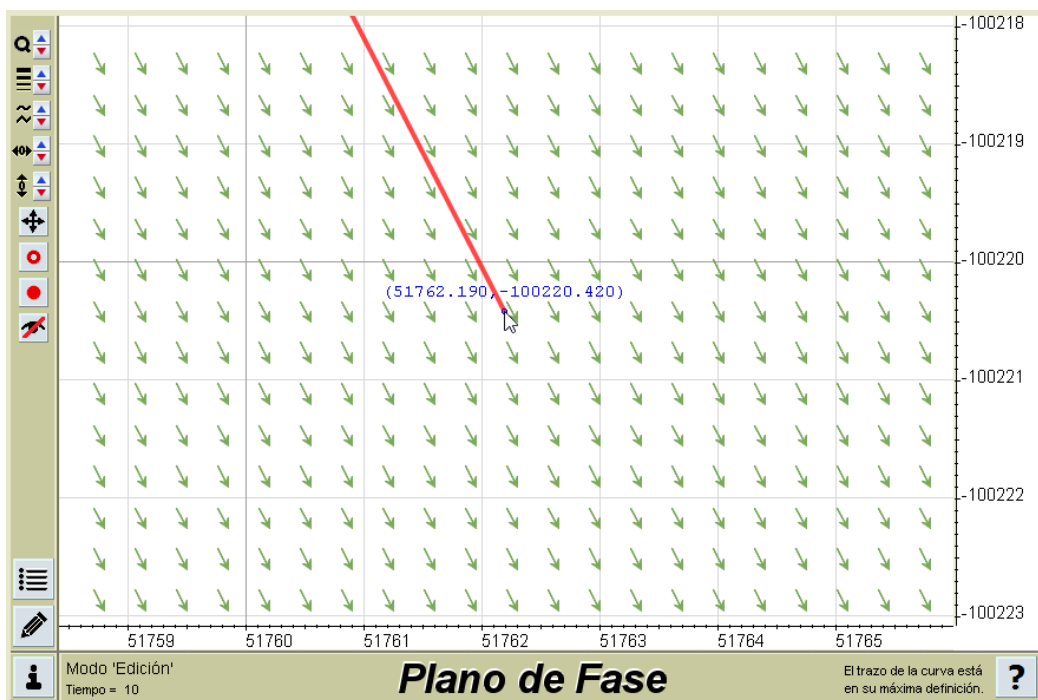 -100218
-100219
-100220
(51762.190,-100220.420)
-100221
-100222
-100223
51759 51760 51761 51762 51763 51764 51765
Modo 'Edición'
Tiempo = 10
Plano de Fase
El trazo de la curva está
en su máxima definición.
?